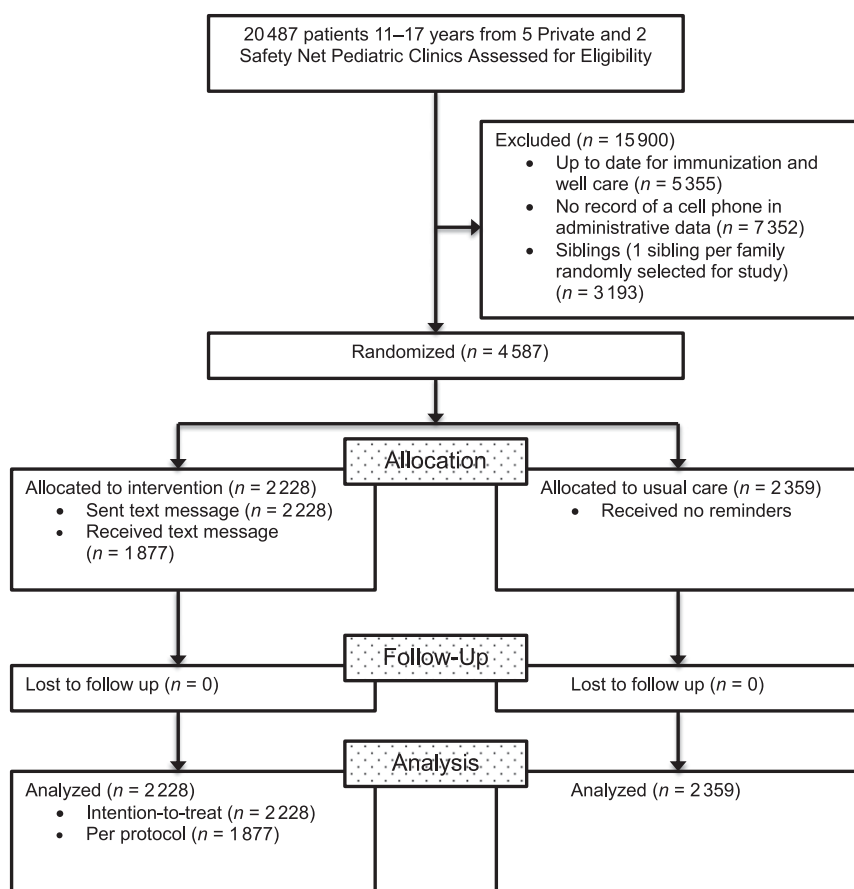 20 487 patients 11–17 years from 5 Private and 2
Safety Net Pediatric Clinics Assessed for Eligibility
Excluded (n = 15 900)
• Up to date for immunization and
well care (n = 5 355)
• No record of a cell phone in
administrative data (n = 7 352)
• Siblings (1 sibling per family
randomly selected for study)
(n = 3 193)
Randomized (n = 4 587)
Allocation
Allocated to intervention (n = 2 228)
• Sent text message (n = 2 228)
• Received text message
(n = 1 877)
Allocated to usual care (n = 2 359)
• Received no reminders
Follow-Up
Lost to follow up (n = 0)
Lost to follow up (n = 0)
Analysis
Analyzed (n = 2 228)
• Intention-to-treat (n = 2 228)
• Per protocol (n = 1 877)
Analyzed (n = 2 359)